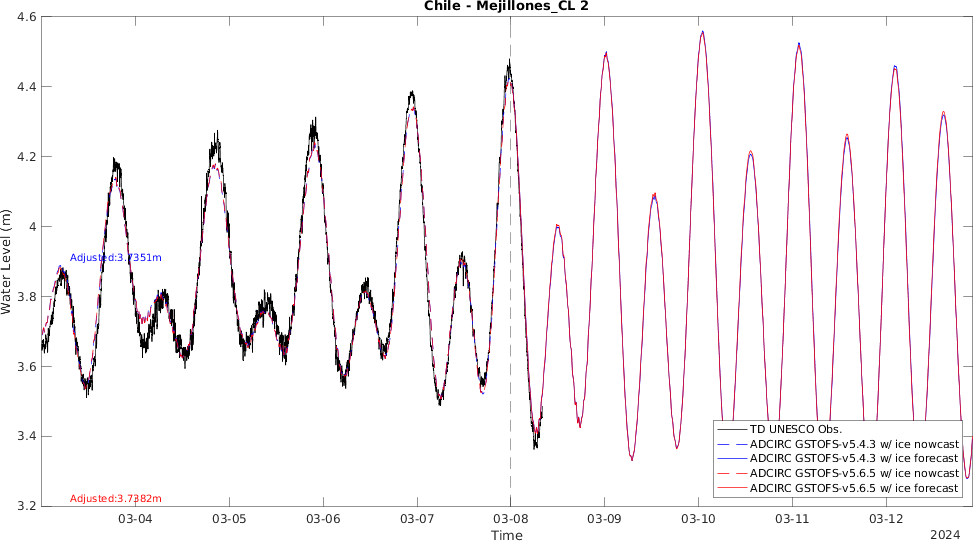 Chile - Mejillones_CL 2
4.6
4.4
4.2
4
3.8
3.6
3.4
3.2
Water Level (m)
Adjusted:3.7351m
Adjusted:3.7382m
TD UNESCO Obs.
ADCIRC GSTOFS-v5.4.3 w/ ice nowcast
ADCIRC GSTOFS-v5.4.3 w/ ice forecast
ADCIRC GSTOFS-v5.6.5 w/ ice nowcast
ADCIRC GSTOFS-v5.6.5 w/ ice forecast
03-04 03-05 03-06 03-07 03-08 03-09 03-10 03-11 03-12
Time
2024